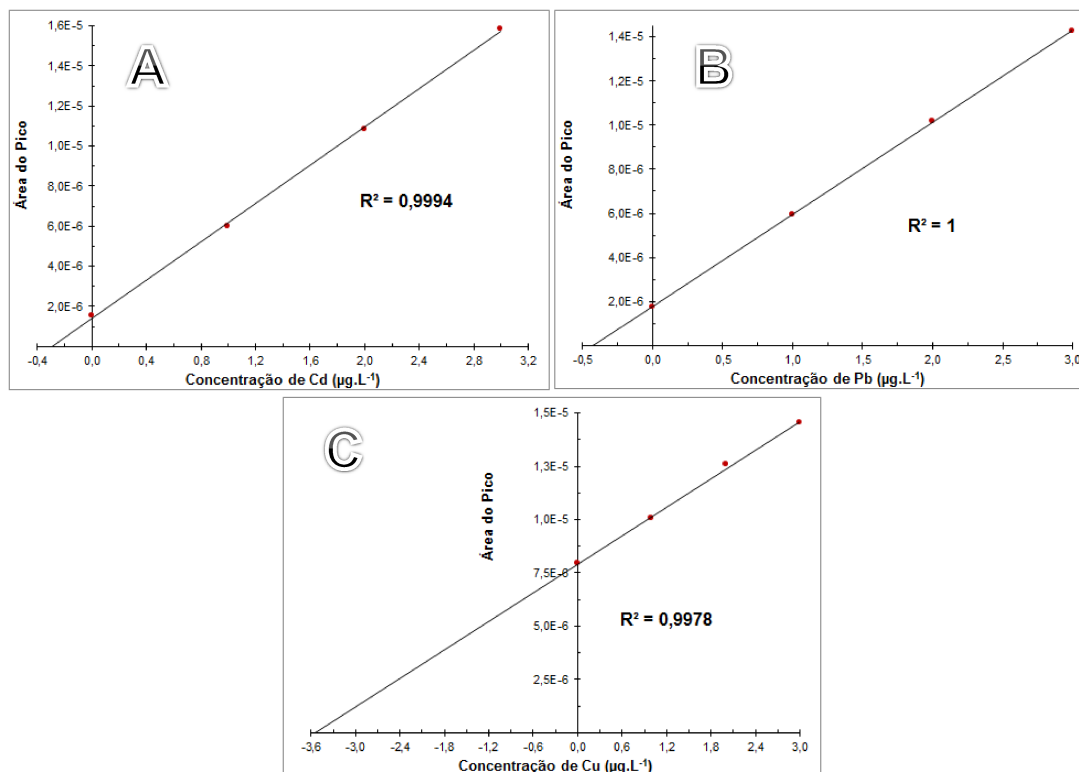 A
Área do Pico
1,6E-5
1,4E-5
1,2E-5
1,0E-5
8,0E-6
6,0E-6
4,0E-6
2,0E-6
R² = 0,9994
-0,4 0,0 0,4 0,8 1,2 1,6 2,0 2,4 2,8 3,2
Concentração de Cd (µg.L⁻¹)
B
Área do Pico
1,4E-5
1,2E-5
1,0E-5
8,0E-6
6,0E-6
4,0E-6
2,0E-6
R² = 1
-0,5 0,0 0,5 1,0 1,5 2,0 2,5 3,0
Concentração de Pb (µg.L⁻¹)
C
Área do Pico
1,5E-5
1,3E-5
1,0E-5
7,5E-6
5,0E-6
2,5E-6
R² = 0,9978
-3,6 -3,0 -2,4 -1,8 -1,2 -0,6 0,0 0,6 1,2 1,8 2,4 3,0
Concentração de Cu (µg.L⁻¹)